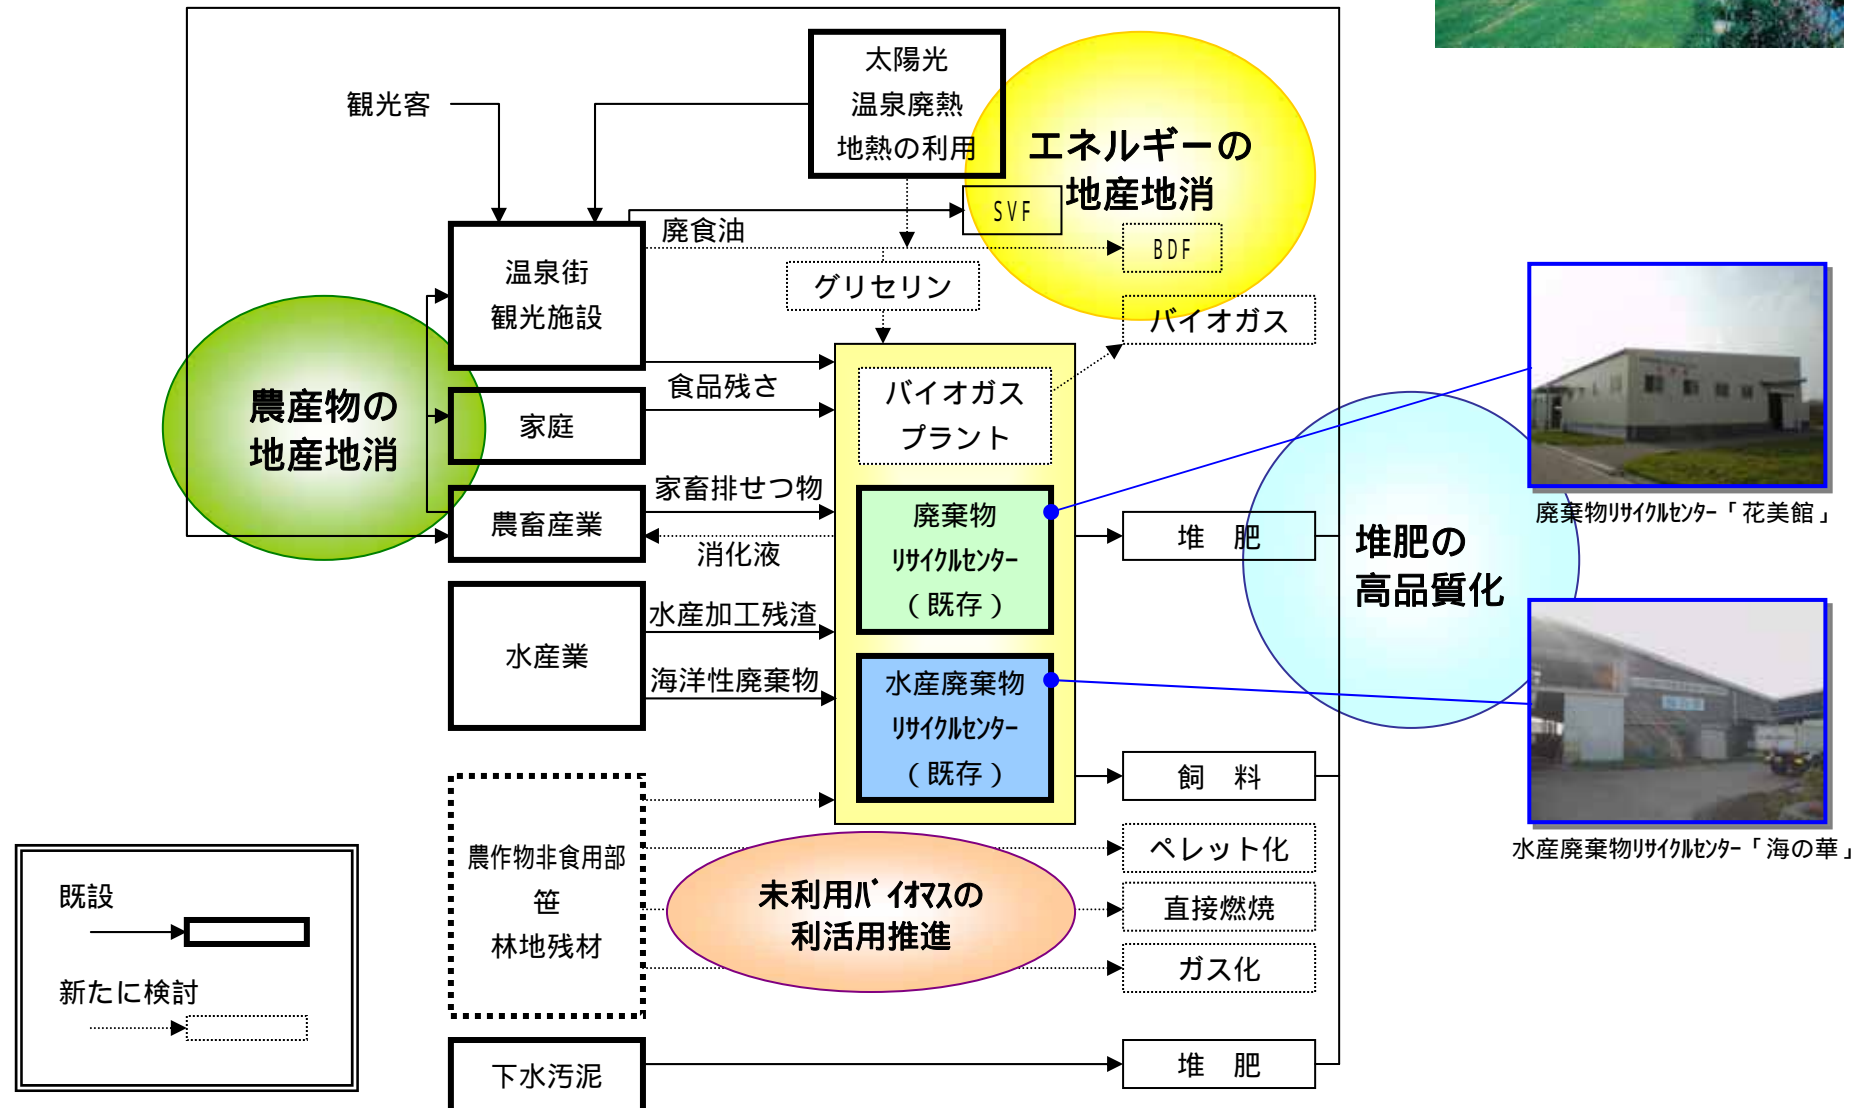 太陽光
温泉廃熱
地熱の利用
観光客
エネルギーの
地産地消
SVF
廃食油
BDF
温泉街
観光施設
グリセリン
バイオガス
農産物の
地産地消
食品残さ
バイオガス
プラント
家庭
家畜排せつ物
農畜産業
消化液
廃棄物
ﾘｻｲｸﾙｾﾝﾀｰ
（既存）
堆　肥
堆肥の
高品質化
廃棄物ﾘｻｲｸﾙｾﾝﾀｰ「花美館」
水産加工残渣
水産業
海洋性廃棄物
水産廃棄物
ﾘｻｲｸﾙｾﾝﾀｰ
（既存）
飼　料
水産廃棄物ﾘｻｲｸﾙｾﾝﾀｰ「海の華」
農作物非食用部
笹
林地残材
未利用ﾊﾞｲｵﾏｽの
利活用推進
ペレット化
直接燃焼
ガス化
既設
新たに検討
下水汚泥
堆　肥